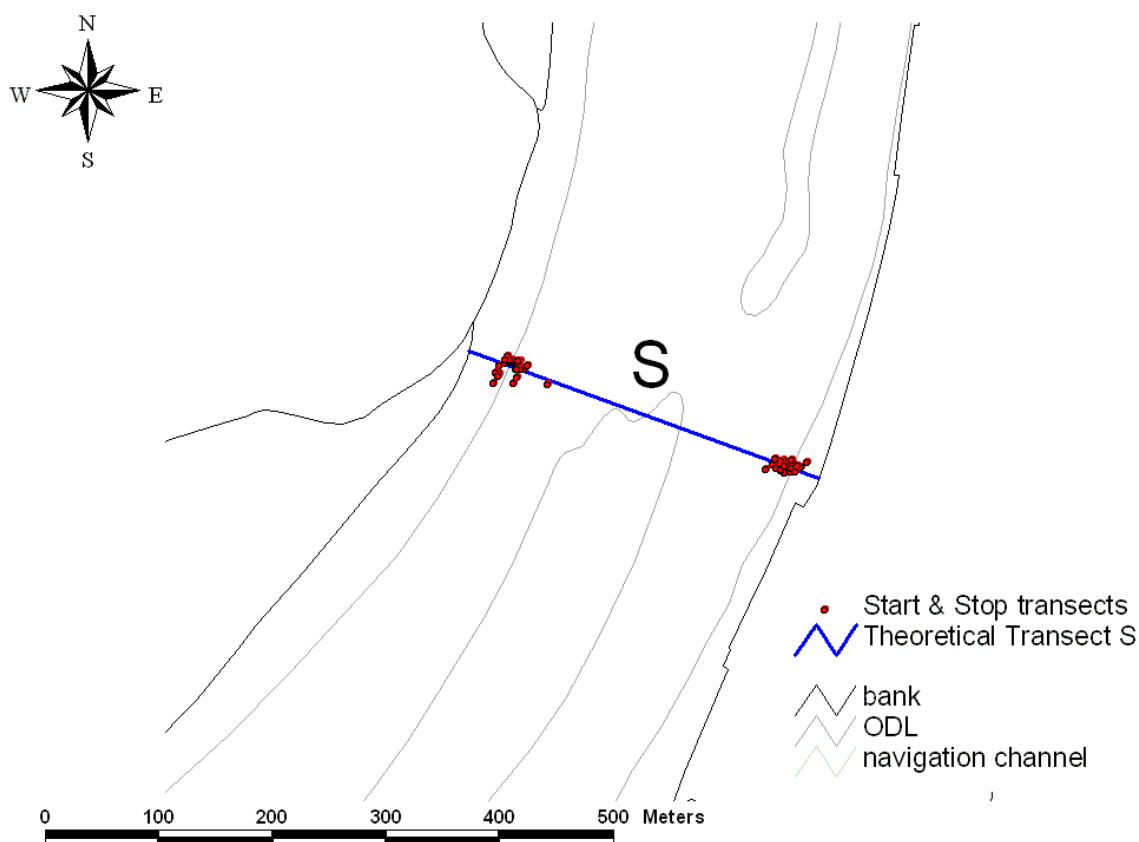 N
W E
S
S
Start & Stop transects
Theoretical Transect S
bank
ODL
navigation channel
0 100 200 300 400 500 Meters